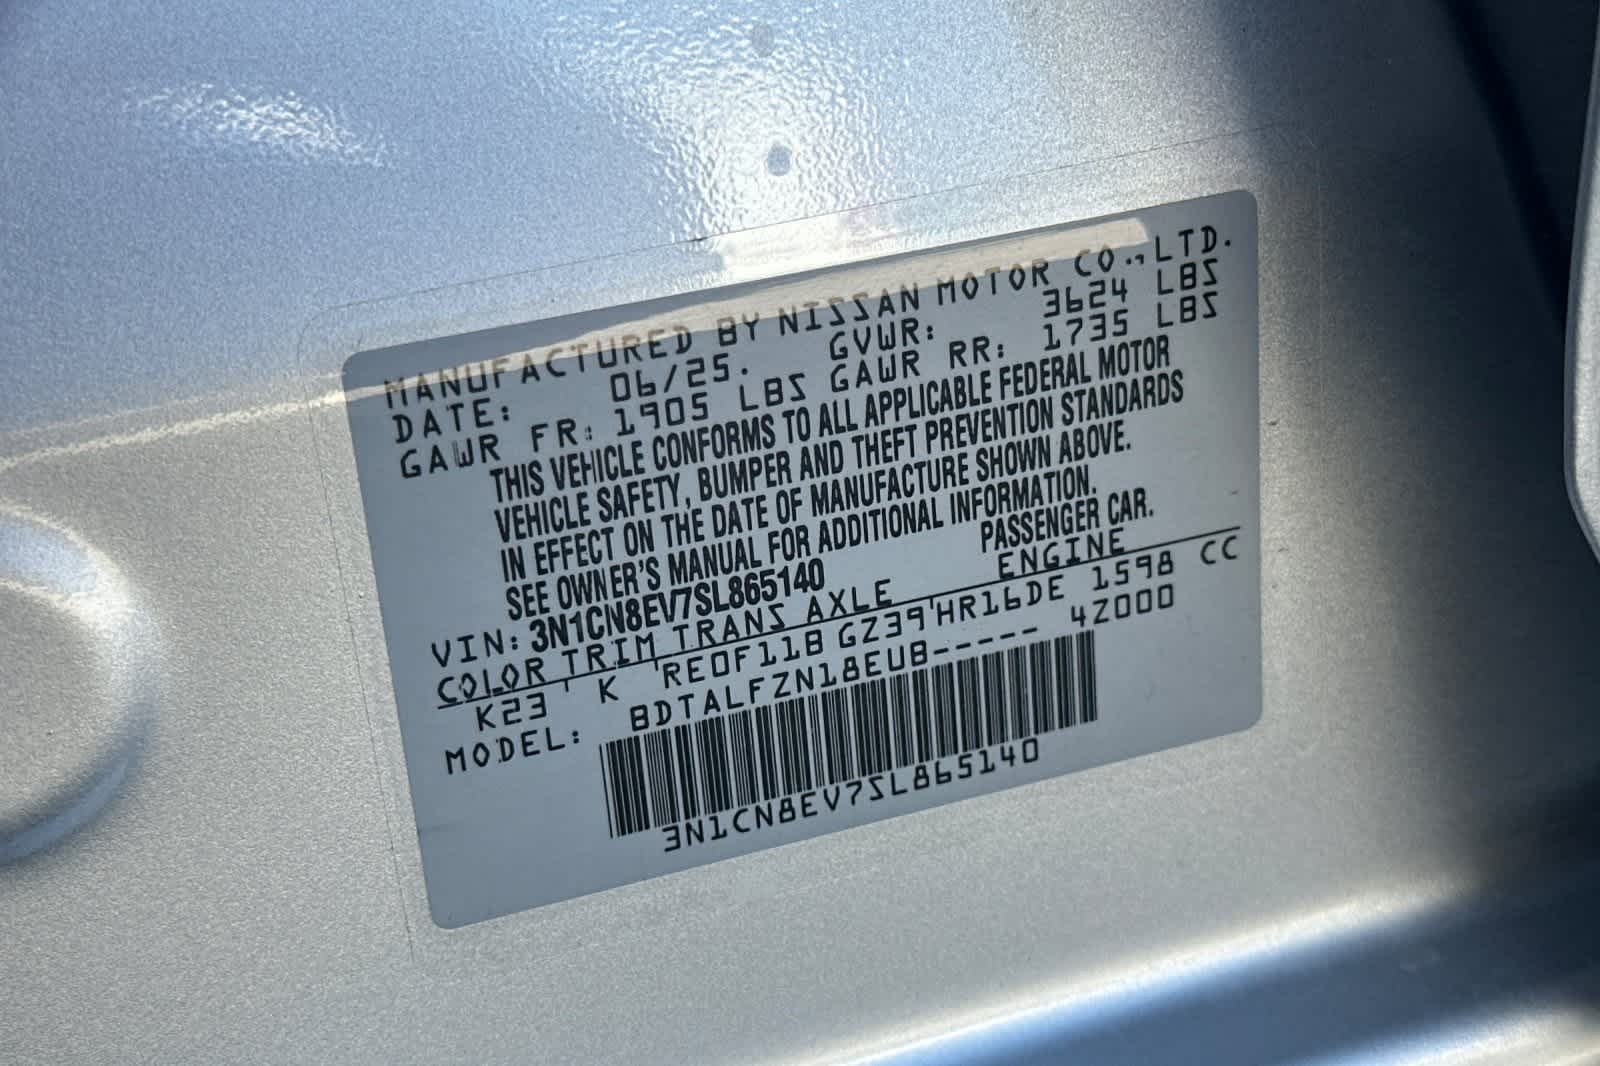 MANUFACTURED BY NISSAN MOTOR CO.,LTD.
DATE: 06/25. GVWR: 3624 LBS
GAWR FR: 1905 LBS GAWR RR: 1735 LBS
THIS VEHICLE CONFORMS TO ALL APPLICABLE FEDERAL MOTOR
VEHICLE SAFETY, BUMPER AND THEFT PREVENTION STANDARDS
IN EFFECT ON THE DATE OF MANUFACTURE SHOWN ABOVE.
SEE OWNER'S MANUAL FOR ADDITIONAL INFORMATION.
VIN: 3N1CN8EV7SL865140 PASSENGER CAR.
COLOR TRIM TRANS AXLE ENGINE
K23 K RE0F11B GZ39 HR16DE 1598 CC
MODEL: BDTALFZN18EUB----- 4Z000
3N1CN8EV7SL865140